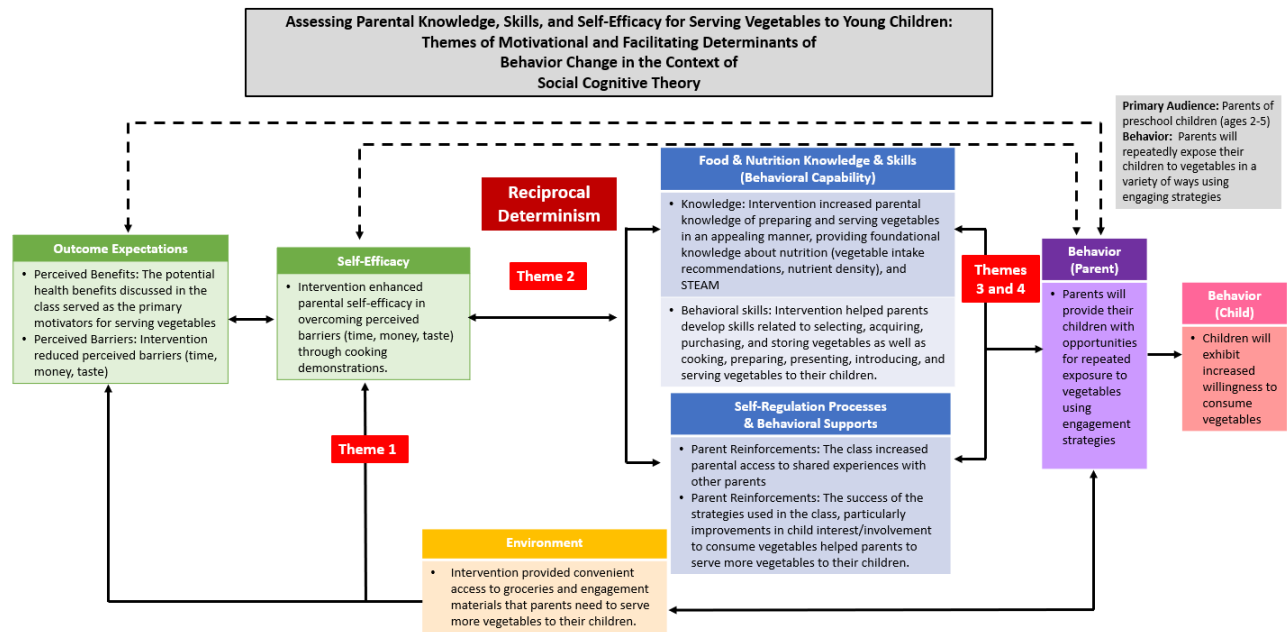 Assessing Parental Knowledge, Skills, and Self-Efficacy for Serving Vegetables to Young Children:
Themes of Motivational and Facilitating Determinants of
Behavior Change in the Context of
Social Cognitive Theory
Primary Audience: Parents of
preschool children (ages 2-5)
Behavior: Parents will
repeatedly expose their
children to vegetables in a
variety of ways using
engaging strategies
Outcome Expectations
• Perceived Benefits: The potential
health benefits discussed in the
class served as the primary
motivators for serving vegetables
• Perceived Barriers: Intervention
reduced perceived barriers (time,
money, taste)
Self-Efficacy
• Intervention enhanced
parental self-efficacy in
overcoming perceived
barriers (time, money, taste)
through cooking
demonstrations.
Theme 1
Reciprocal
Determinism
Theme 2
Food & Nutrition Knowledge & Skills
(Behavioral Capability)
• Knowledge: Intervention increased parental
knowledge of preparing and serving vegetables
in an appealing manner, providing foundational
knowledge about nutrition (vegetable intake
recommendations, nutrient density), and
STEAM
• Behavioral skills: Intervention helped parents
develop skills related to selecting, acquiring,
purchasing, and storing vegetables as well as
cooking, preparing, presenting, introducing, and
serving vegetables to their children.
Self-Regulation Processes
& Behavioral Supports
• Parent Reinforcements: The class increased
parental access to shared experiences with
other parents
• Parent Reinforcements: The success of the
strategies used in the class, particularly
improvements in child interest/involvement
to consume vegetables helped parents to
serve more vegetables to their children.
Themes
3 and 4
Behavior
(Parent)
• Parents will
provide their
children with
opportunities
for repeated
exposure to
vegetables
using
engagement
strategies
Behavior
(Child)
• Children will
exhibit
increased
willingness to
consume
vegetables
Environment
• Intervention provided convenient
access to groceries and engagement
materials that parents need to serve
more vegetables to their children.